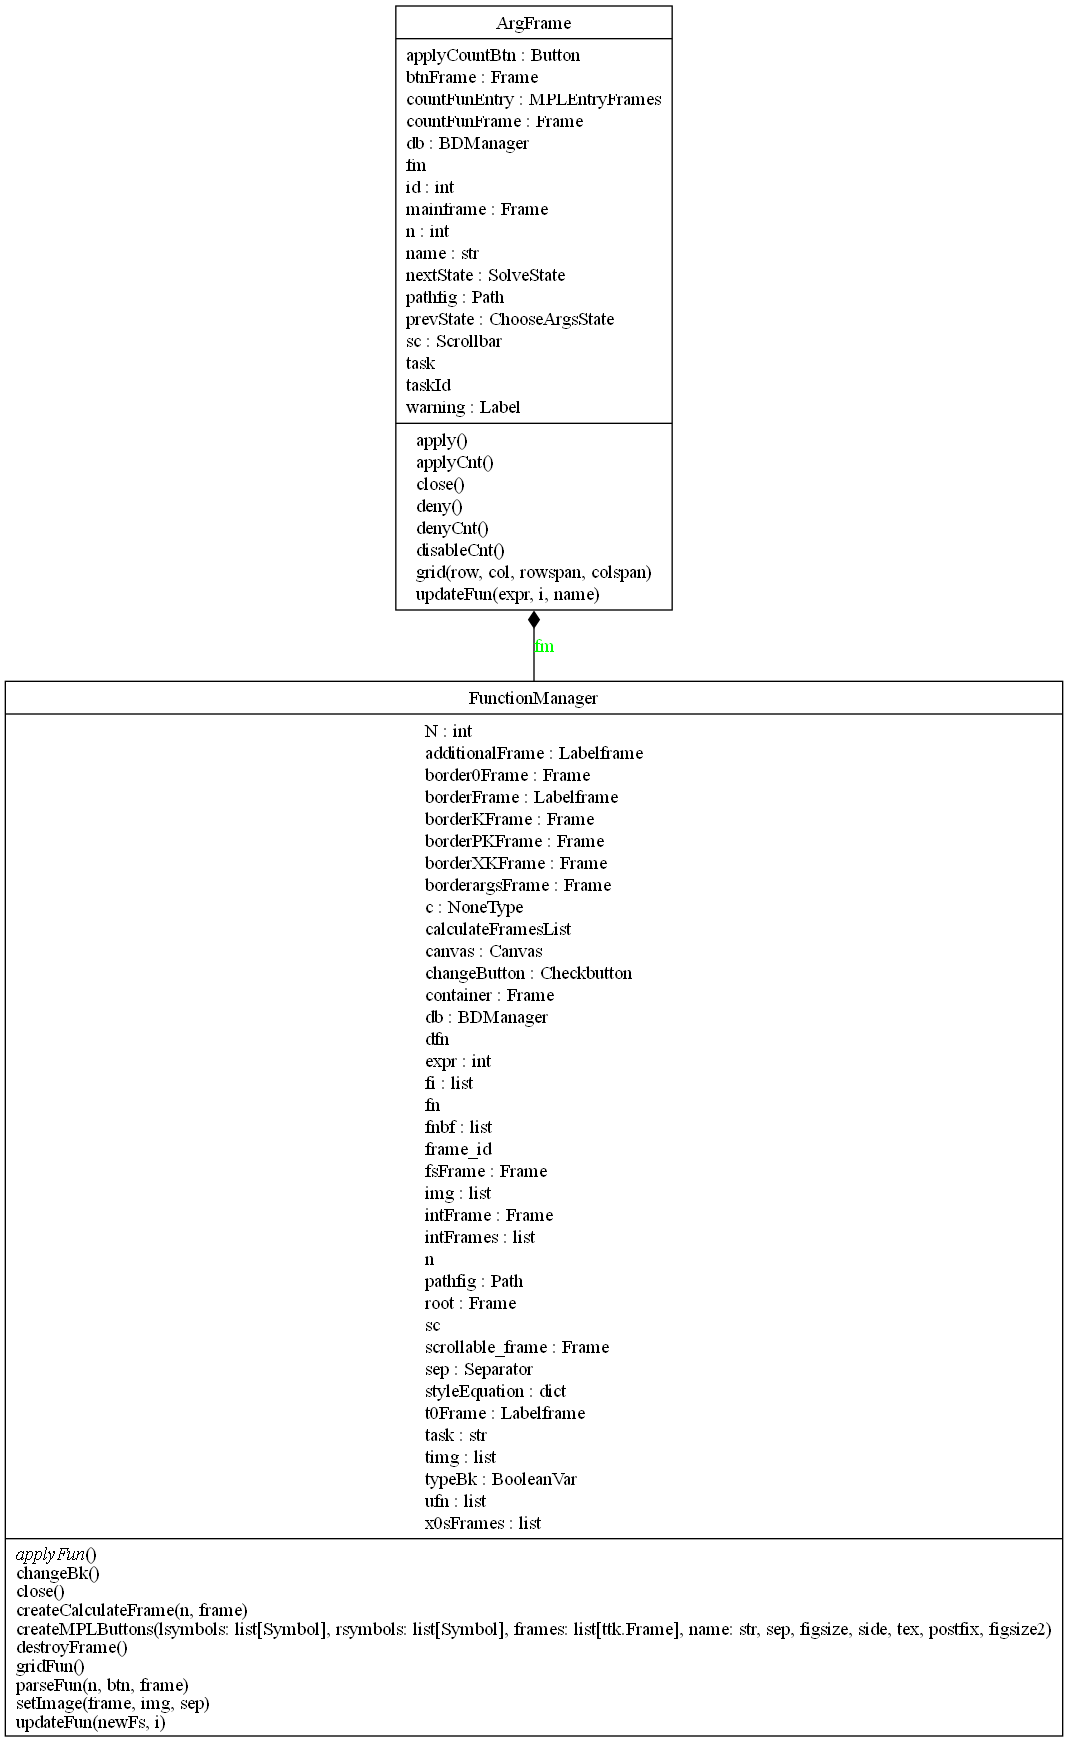 ArgFrame
applyCountBtn : Button
btnFrame : Frame
countFunEntry : MPLEntryFrames
countFunFrame : Frame
db : BDManager
fm
id : int
mainframe : Frame
n : int
name : str
nextState : SolveState
pathfig : Path
prevState : ChooseArgsState
sc : Scrollbar
task
taskId
warning : Label
apply()
applyCnt()
close()
deny()
denyCnt()
disableCnt()
grid(row, col, rowspan, colspan)
updateFun(expr, i, name)
fm
FunctionManager
N : int
additionalFrame : Labelframe
border0Frame : Frame
borderFrame : Labelframe
borderKFrame : Frame
borderPKFrame : Frame
borderXKFrame : Frame
borderargsFrame : Frame
c : NoneType
calculateFramesList
canvas : Canvas
changeButton : Checkbutton
container : Frame
db : BDManager
dfn
expr : int
fi : list
fn
fnbf : list
frame_id
fsFrame : Frame
img : list
intFrame : Frame
intFrames : list
n
pathfig : Path
root : Frame
sc
scrollable_frame : Frame
sep : Separator
styleEquation : dict
t0Frame : Labelframe
task : str
timg : list
typeBk : BooleanVar
ufn : list
x0sFrames : list
applyFun()
changeBk()
close()
createCalculateFrame(n, frame)
createMPLButtons(lsymbols: list[Symbol], rsymbols: list[Symbol], frames: list[ttk.Frame], name: str, sep, figsize, side, tex, postfix, figsize2)
destroyFrame()
gridFun()
parseFun(n, btn, frame)
setImage(frame, img, sep)
updateFun(newFs, i)